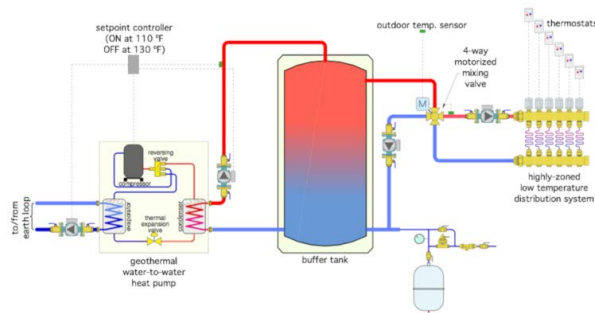 setpoint controller
(ON at 110 °F
OFF at 130 °F)
outdoor temp. sensor
thermostats
4-way
motorized
mixing
valve
M
reversing
valve
compressor
to/from
earth loop
evaporator
thermal
expansion
valve
condenser
geothermal
water-to-water
heat pump
buffer tank
highly-zoned
low temperature
distribution system